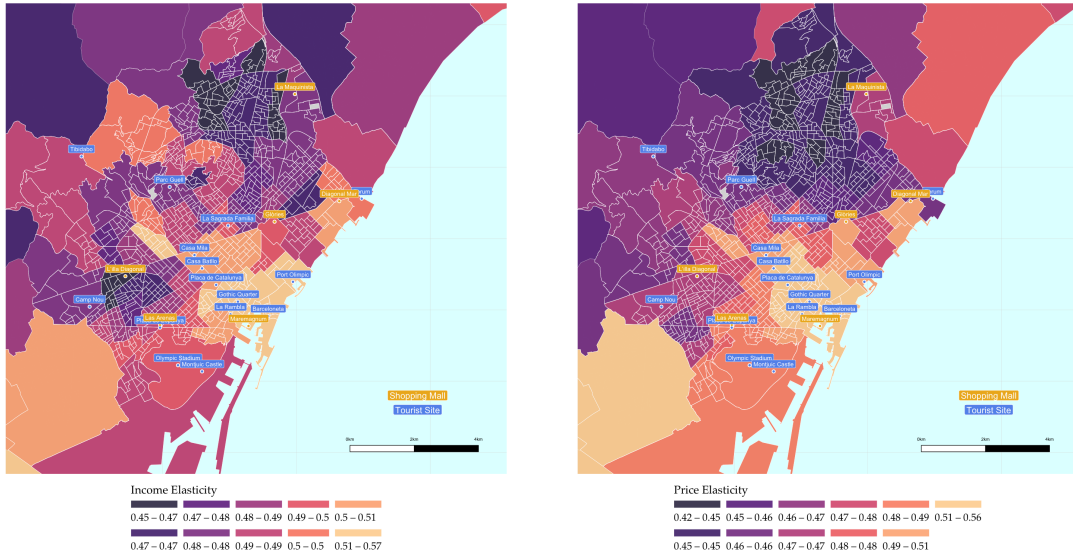 La Maquinista
Tibidabo
Parc Guell
Diagonal Mar
La Sagrada Familia
Glòries
Casa Mila
Casa Batllo
L'illa Diagonal
Placa de Catalunya
Port Olimpic
Camp Nou
Gothic Quarter
La Rambla
Barceloneta
Las Arenas
Maremagnum
Olympic Stadium
Montjuic Castle
Shopping Mall
Tourist Site
0km 2km 4km
Income Elasticity
0.45 – 0.47 0.47 – 0.48 0.48 – 0.49 0.49 – 0.5 0.5 – 0.51
0.47 – 0.47 0.48 – 0.48 0.49 – 0.49 0.5 – 0.5 0.51 – 0.57
La Maquinista
Tibidabo
Parc Guell
Diagonal Mar
La Sagrada Familia
Glòries
Casa Mila
Casa Batllo
L'illa Diagonal
Placa de Catalunya
Port Olimpic
Camp Nou
Gothic Quarter
La Rambla
Barceloneta
Las Arenas
Maremagnum
Olympic Stadium
Montjuic Castle
Shopping Mall
Tourist Site
0km 2km 4km
Price Elasticity
0.42 – 0.45 0.45 – 0.46 0.46 – 0.47 0.47 – 0.48 0.48 – 0.49 0.51 – 0.56
0.45 – 0.45 0.46 – 0.46 0.47 – 0.47 0.48 – 0.48 0.49 – 0.51